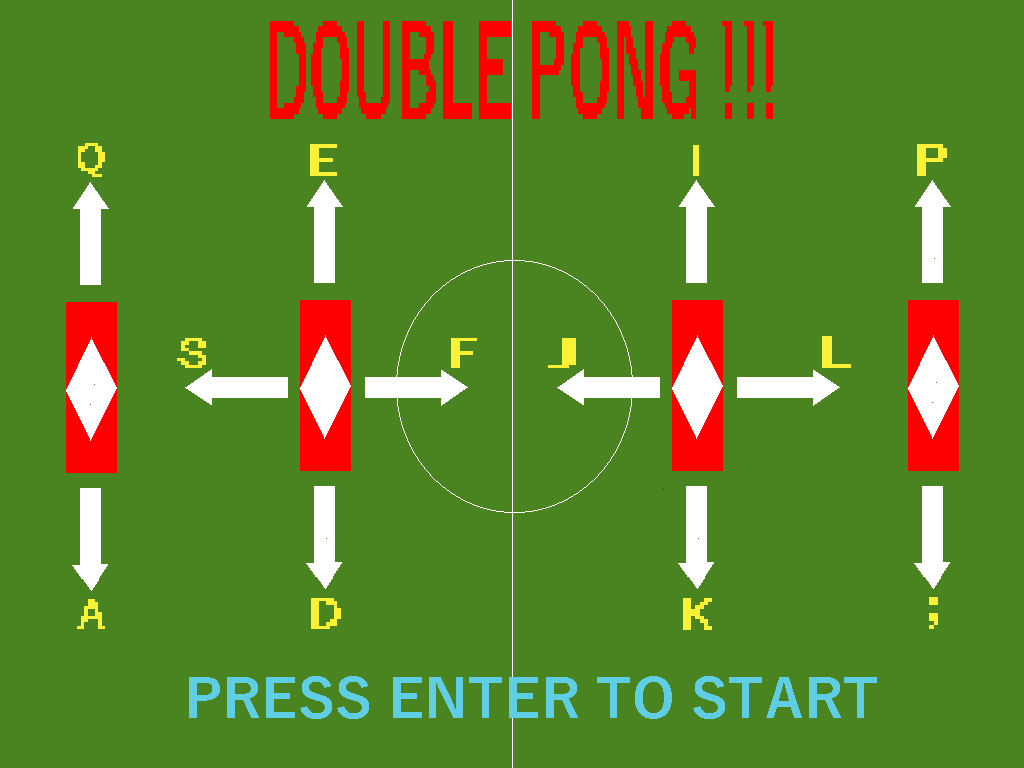 DOUBLE PONG !!!
Q E I P
S F J L
A D K ;
PRESS ENTER TO START